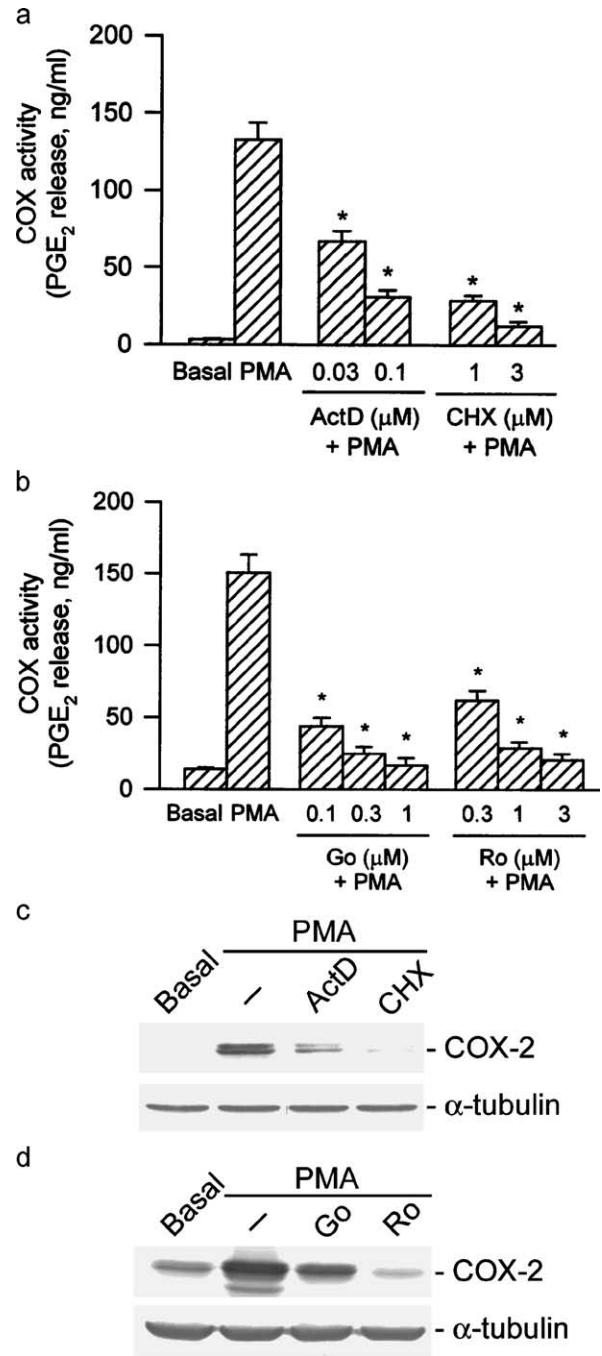 a
COX activity
(PGE₂ release, ng/ml)
200
150
100
50
0
* * * *
Basal PMA 0.03 0.1 1 3
ActD (μM) CHX (μM)
+ PMA + PMA
b
COX activity
(PGE₂ release, ng/ml)
200
150
100
50
0
* * * * * *
Basal PMA 0.1 0.3 1 0.3 1 3
Go (μM) Ro (μM)
+ PMA + PMA
c
PMA
Basal – ActD CHX
- COX-2
- α-tubulin
d
PMA
Basal – Go Ro
- COX-2
- α-tubulin